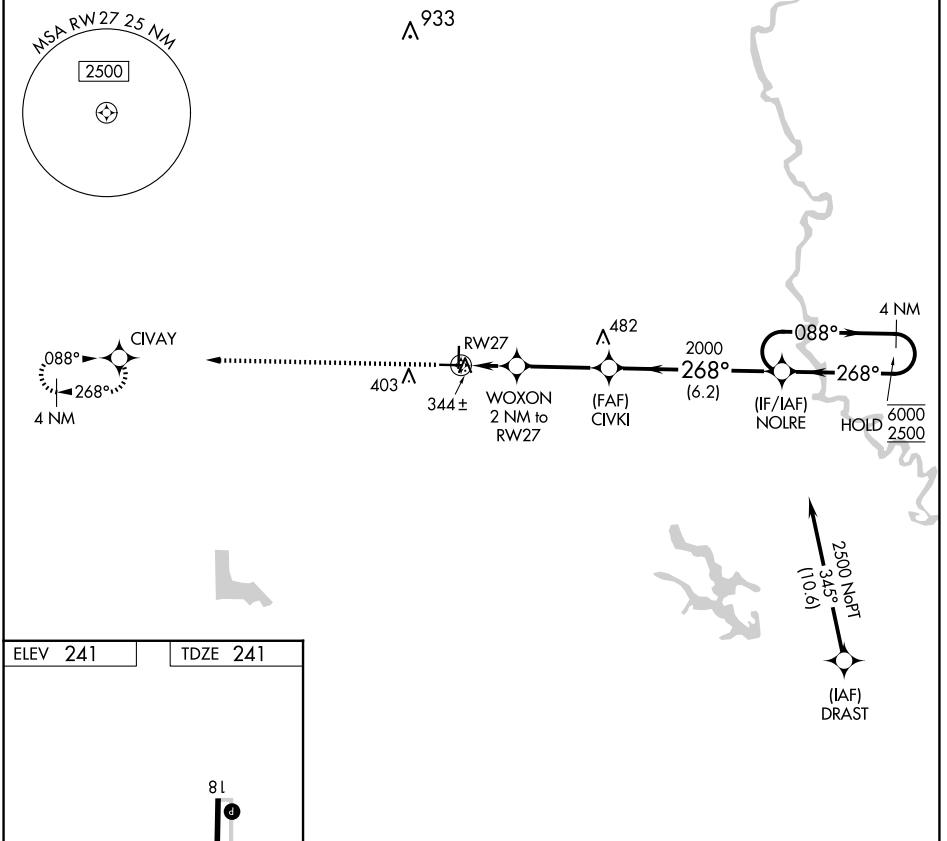 MSA RW27 25 NM
2500
933
CIVAY
088°
268°
4 NM
403
344±
RW27
WOXON
2 NM to
RW27
482
(FAF)
CIVKI
2000
268°
(6.2)
(IF/IAF)
NOLRE
4 NM
088°
268°
HOLD
6000
2500
2500 NoPT
345°
(10.6)
(IAF)
DRAST
ELEV 241
TDZE 241
18
P